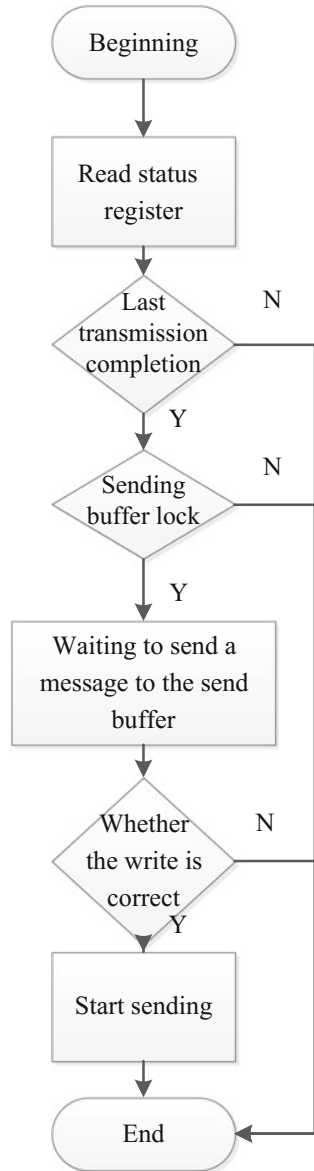 Beginning
Read status
register
Last
transmission
completion
N
Y
Sending
buffer lock
N
Y
Waiting to send a
message to the send
buffer
Whether
the write is
correct
N
Y
Start sending
End